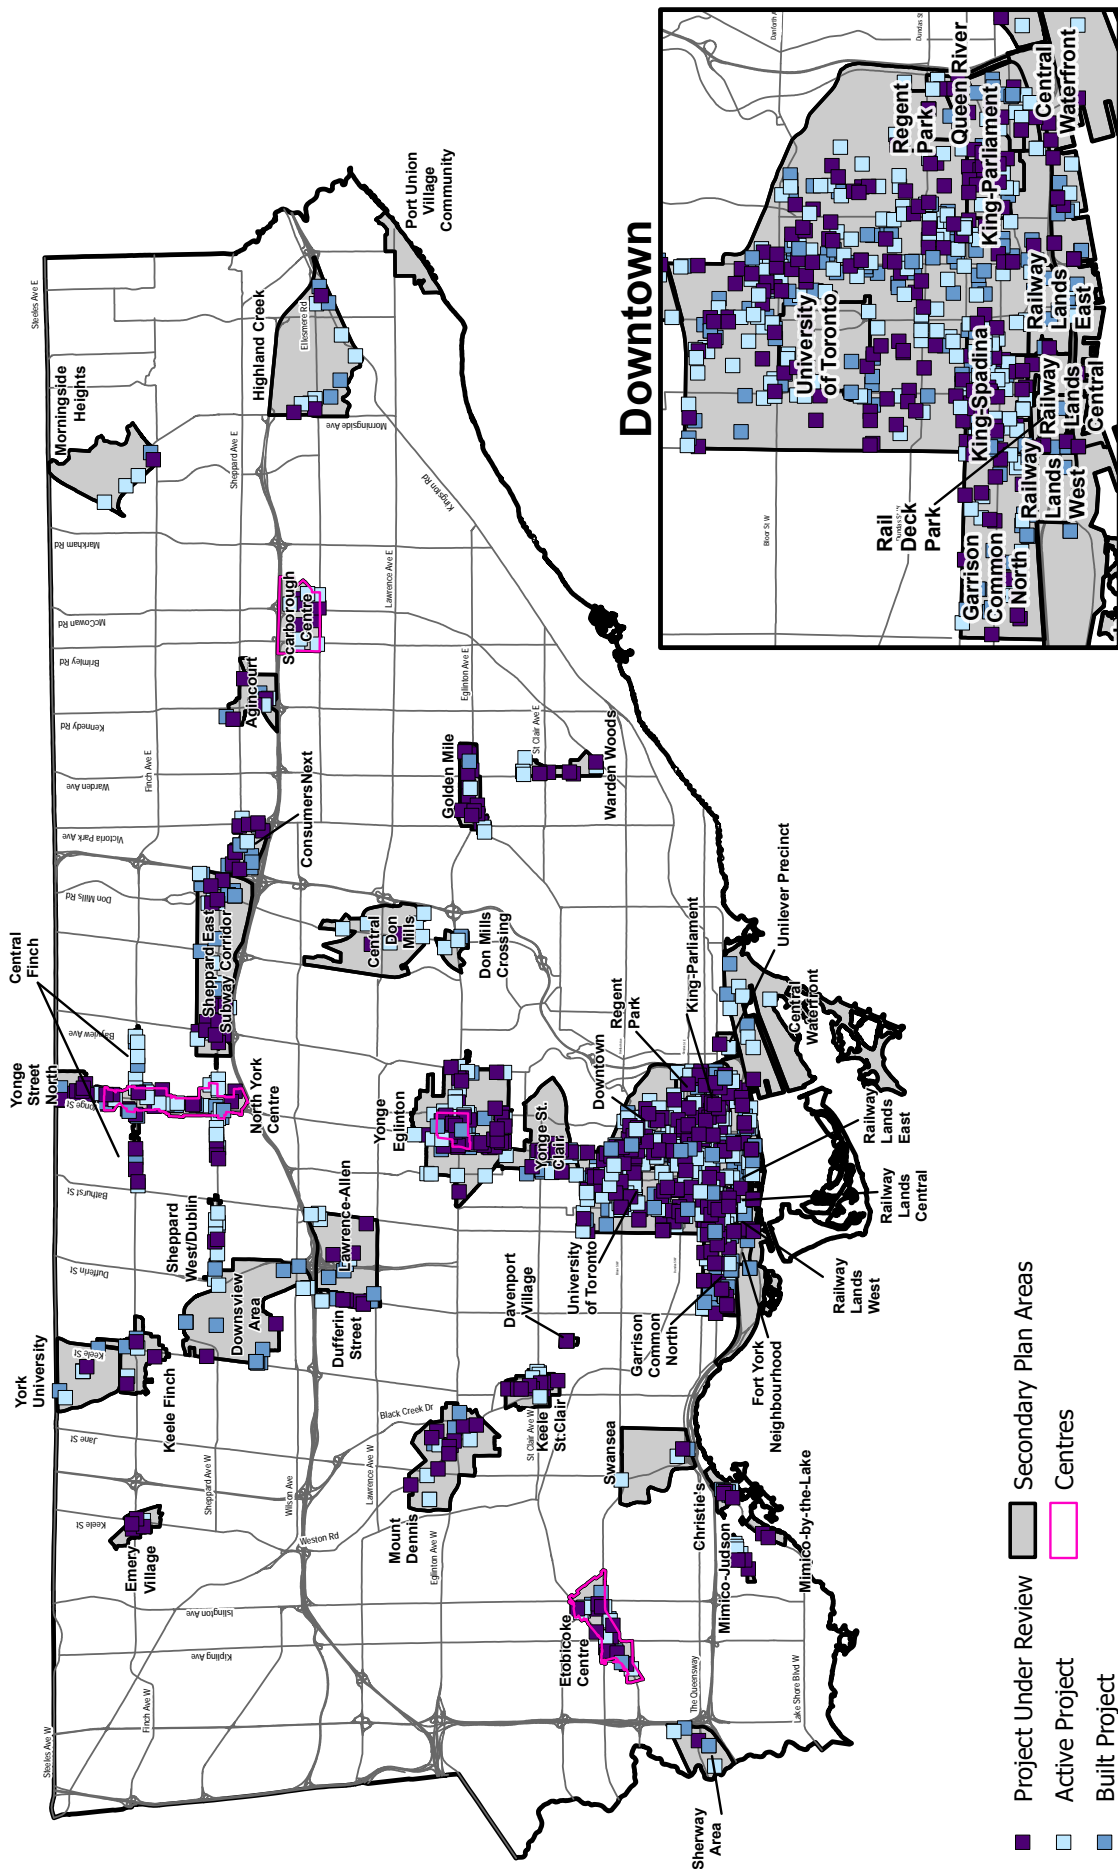 Steeles Ave W
Steeles Ave E
Finch Ave W
Finch Ave E
Sheppard Ave W
Sheppard Ave E
Wilson Ave
Lawrence Ave W
Lawrence Ave E
Eglinton Ave W
Eglinton Ave E
St Clair Ave W
St Clair Ave E
The Queensway
Lake Shore Blvd W
Kipling Ave
Islington Ave
Weston Rd
Keele St
Jane St
Black Creek Dr
Keele St
Dufferin St
Bathurst St
Yonge St
Bayview Ave
Don Mills Rd
Victoria Park Ave
Warden Ave
Kennedy Rd
Brimley Rd
McCowan Rd
Markham Rd
Morningside Ave
Ellesmere Rd
Kingston Rd
York
University
Keele Finch
Emery
Village
Sheppard
West/Dublin
Downsview
Area
Dufferin
Street
Lawrence-Allen
Yonge
Street
North
Central
Finch
North York
Centre
Sheppard East
Subway Corridor
ConsumersNext
Agincourt
Scarborough
Centre
Morningside
Heights
Highland Creek
Port Union
Village
Community
Golden Mile
Warden Woods
Central
Don
Mills
Don Mills
Crossing
Yonge
Eglinton
Yonge-St.
Clair
Mount
Dennis
Keele
St.Clair
Davenport
Village
Swansea
Etobicoke
Centre
Sherway
Area
Christie's
Mimico-Judson
Mimico-by-the-Lake
University
of Toronto
Garrison
Common
North
Fort York
Neighbourhood
Railway
Lands
West
Railway
Lands
Central
Railway
Lands
East
Downtown
Regent
Park
King-Parliament
Unilever Precinct
Central
Waterfront
Downtown
Bloor St W
Danforth A
Dundas St
Regent
Park
Queen River
King-Parliament
Central
Waterfront
University
of Toronto
King-Spadina
Rail
Deck
Park
Garrison
Common
North
Railway
Lands
West
Railway
Lands
Central
Railway
Lands
East
Project Under Review
Active Project
Built Project
Secondary Plan Areas
Centres